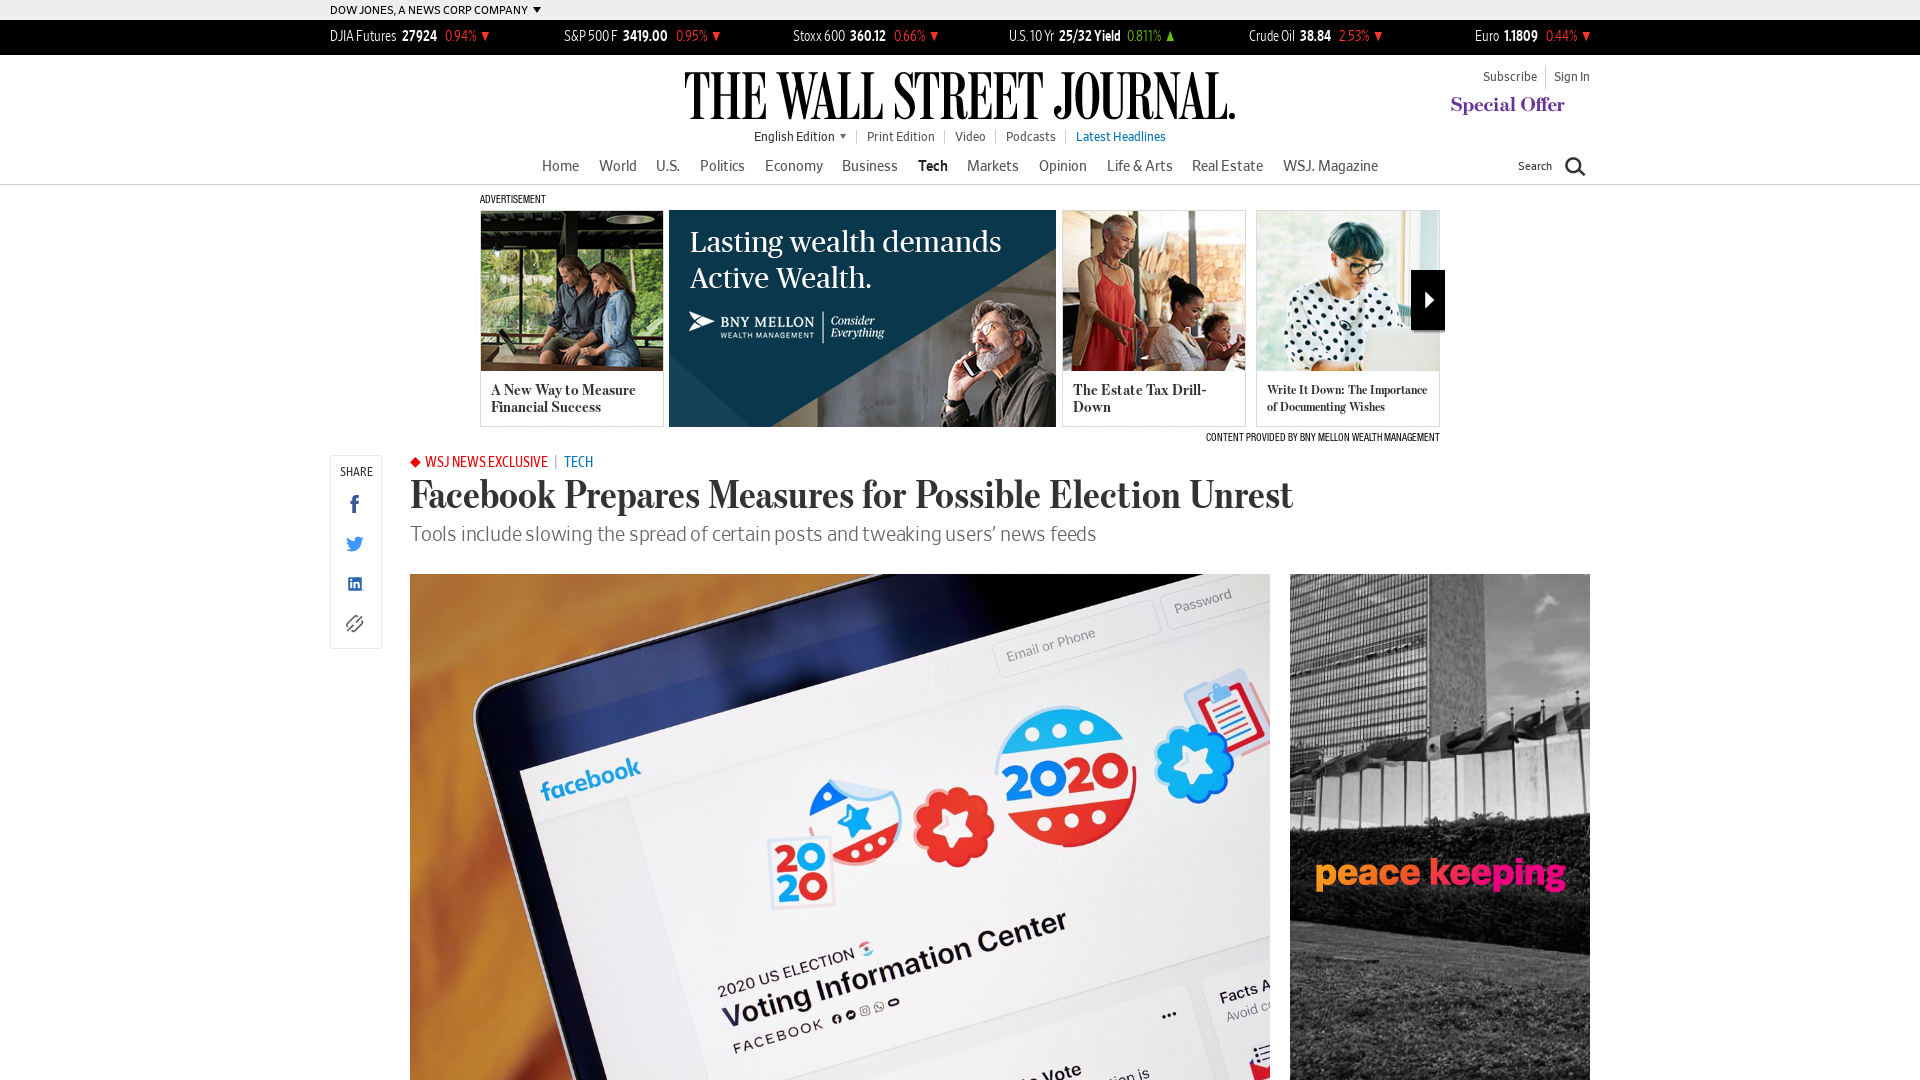 DOW JONES, A NEWS CORP COMPANY
DJIA Futures 27924 0.94% S&P 500 F 3419.00 0.95% Stoxx 600 360.12 0.66% U.S. 10 Yr 25/32 Yield 0.811% Crude Oil 38.84 2.53% Euro 1.1809 0.44%
THE WALL STREET JOURNAL.
Subscribe Sign In
Special Offer
English Edition Print Edition Video Podcasts Latest Headlines
Home World U.S. Politics Economy Business Tech Markets Opinion Life & Arts Real Estate WSJ. Magazine Search
ADVERTISEMENT
Lasting wealth demands
Active Wealth.
BNY MELLON
WEALTH MANAGEMENT
Consider
Everything
A New Way to Measure
Financial Success
The Estate Tax Drill-
Down
Write It Down: The Importance
of Documenting Wishes
CONTENT PROVIDED BY BNY MELLON WEALTH MANAGEMENT
SHARE
WSJ NEWS EXCLUSIVE | TECH
Facebook Prepares Measures for Possible Election Unrest
Tools include slowing the spread of certain posts and tweaking users’ news feeds
Password
Email or Phone
facebook
2020
20
20
2020 US ELECTION
Voting Information Center
FACEBOOK
Facts A
Avoid c
Vote
on is
peace keeping